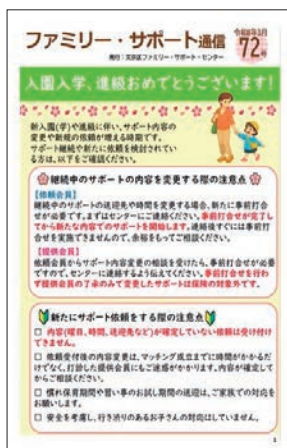 ファミリー・サポート通信
令和8年3月
72号
発行：文京区ファミリー・サポート・センター
入園入学、進級おめでとうございます！
新入園(学)や進級に伴い、サポート内容の
変更や新規の依頼が増える時期です。
サポート継続や新たに依頼を検討されてい
る方は、以下をご確認ください。
継続中のサポートの内容を変更する際の注意点
【依頼会員】
継続中のサポートの送迎先や時間を変更する場合、新たに事前打合
せが必要です。まずはセンターにご連絡ください。事前打合せが完了し
てから新たな内容でのサポートを開始します。連絡後すぐには事前打
合せを実施できませんので、余裕をもってご相談ください。
【提供会員】
依頼会員からサポート内容変更の相談を受けたら、事前打合せが必要
ですので、センターに連絡するよう伝えてください。事前打合せを行わ
ず提供会員の了承のみで変更したサポートは保険の対象外です。
新たにサポート依頼をする際の注意点
□ 内容(曜日、時間、送迎先など)が確定していない依頼は受け付け
できません。
□ 依頼受付後の内容変更は、マッチング成立までに時間がかかるだ
けでなく、打診した提供会員にもご迷惑がかかります。内容が確定して
からご相談ください。
□ 慣れ保育期間や習い事のお試し期間の送迎は、ご家族での対応を
お願いします。
□ 安全を考慮し、行き渋りのあるお子さんの対応はしていません。
1